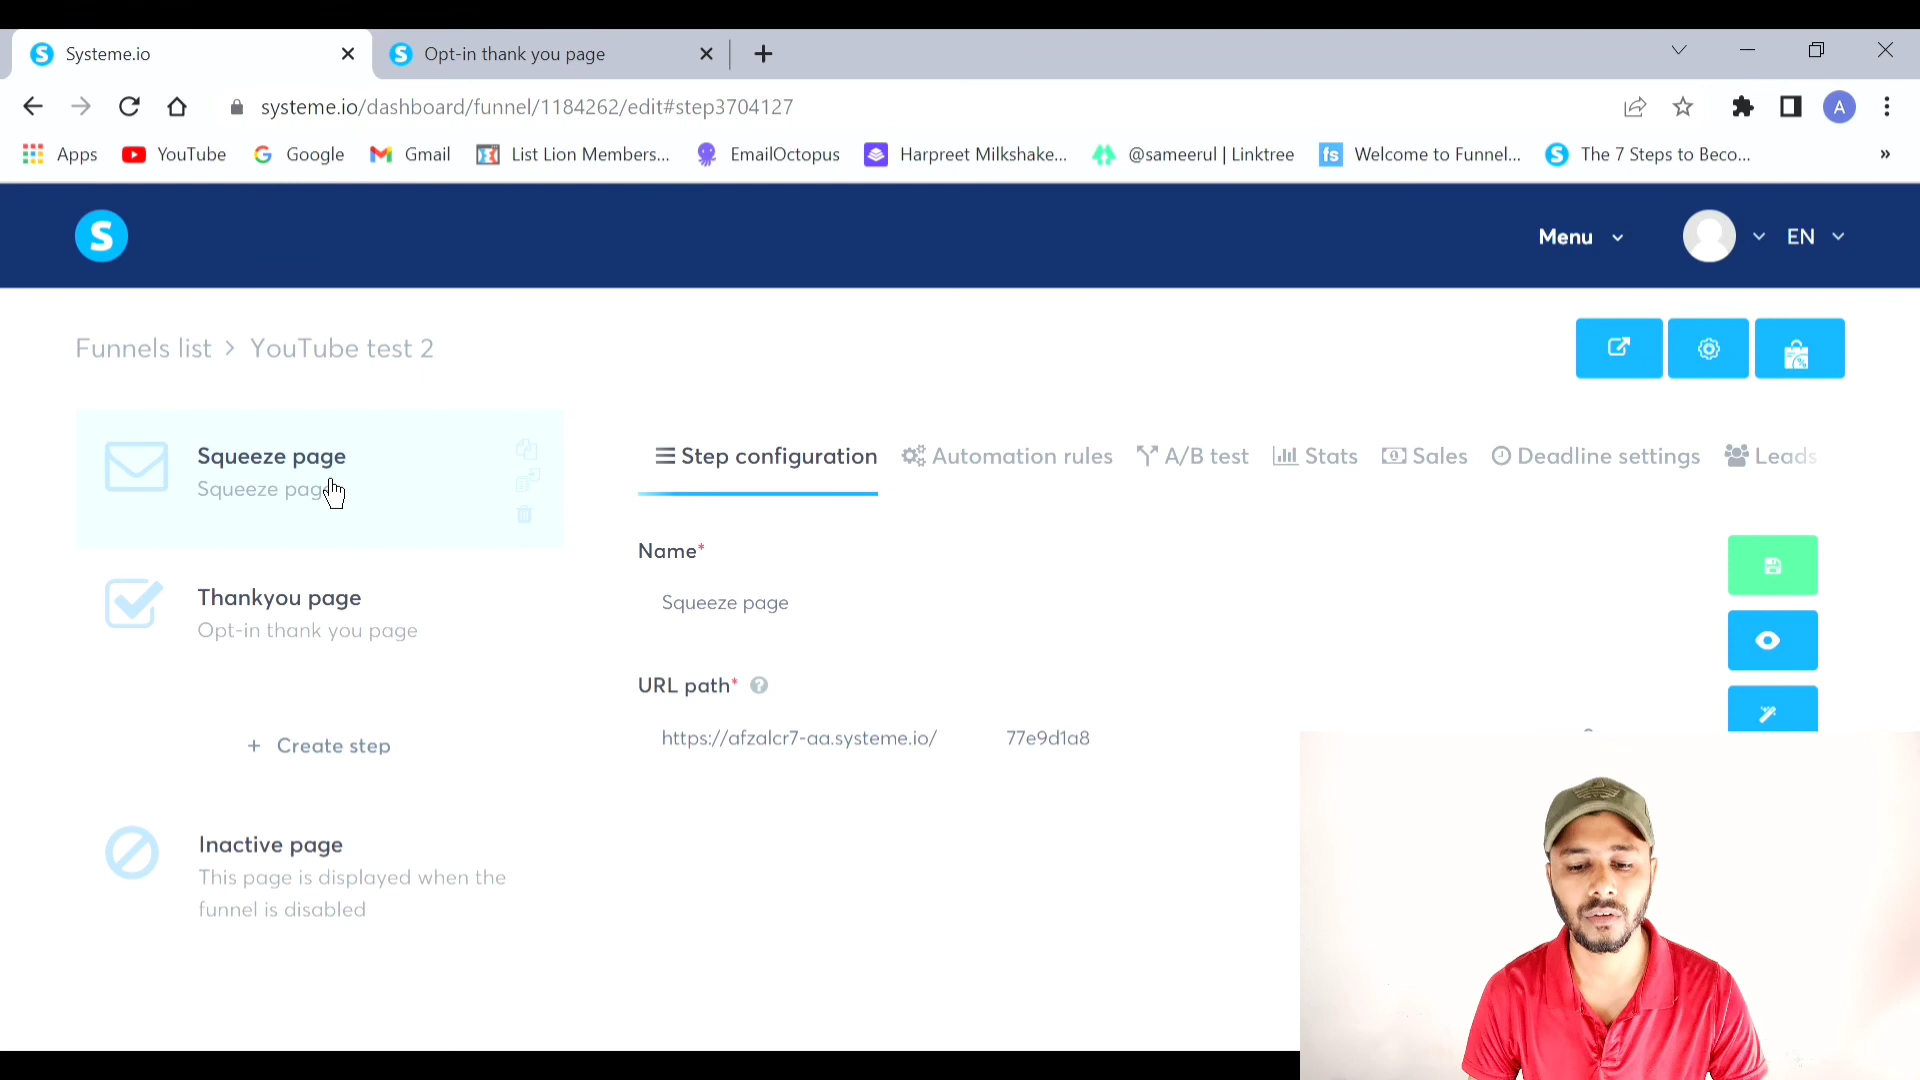 Systeme.io
Opt-in thank you page
systeme.io/dashboard/funnel/1184262/edit#step3704127
A
Apps
YouTube
Google
Gmail
List Lion Members...
EmailOctopus
Harpreet Milkshake...
@sameerul | Linktree
fs
Welcome to Funnel...
The 7 Steps to Beco...
»
S
Menu
EN
Funnels list > YouTube test 2
Squeeze page
Squeeze page
Thankyou page
Opt-in thank you page
+ Create step
Inactive page
This page is displayed when the
funnel is disabled
Step configuration
Automation rules
A/B test
Stats
Sales
Deadline settings
Leads
Name*
Squeeze page
URL path* ?
https://afzalcr7-aa.systeme.io/
77e9d1a8